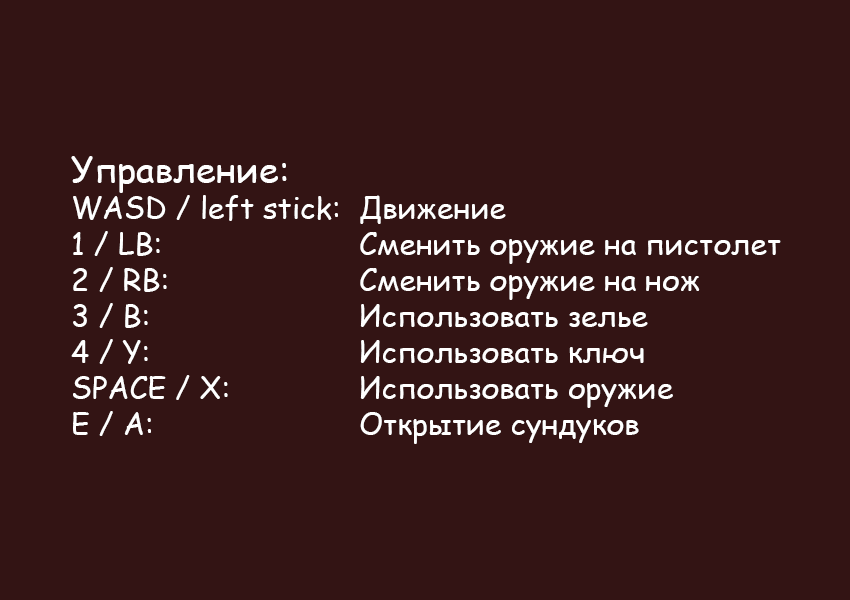 Управление:
WASD / left stick: Движение
1 / LB: Сменить оружие на пистолет
2 / RB: Сменить оружие на нож
3 / B: Использовать зелье
4 / Y: Использовать ключ
SPACE / X: Использовать оружие
E / A: Открытие сундуков